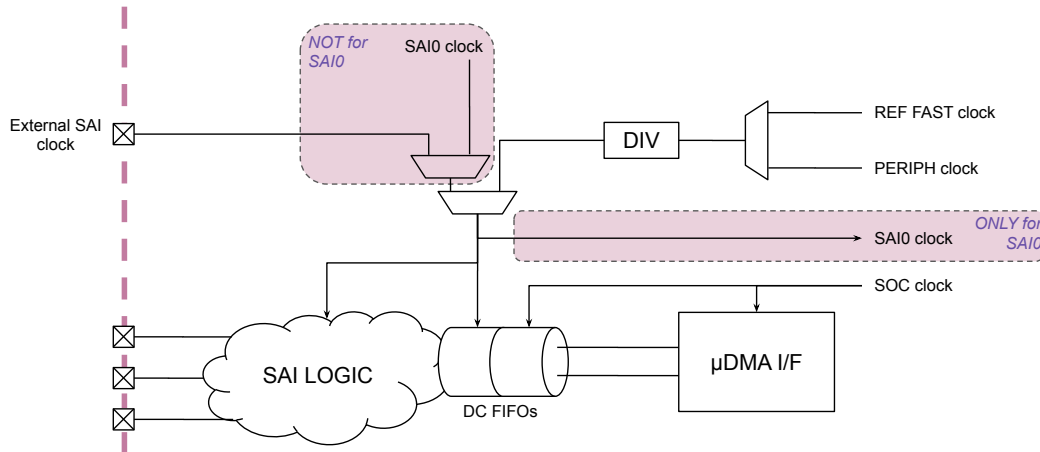 NOT for
SAI0
SAI0 clock
External SAI
clock
REF FAST clock
DIV
PERIPH clock
ONLY for
SAI0
SAI0 clock
SOC clock
SAI LOGIC
µDMA I/F
DC FIFOs